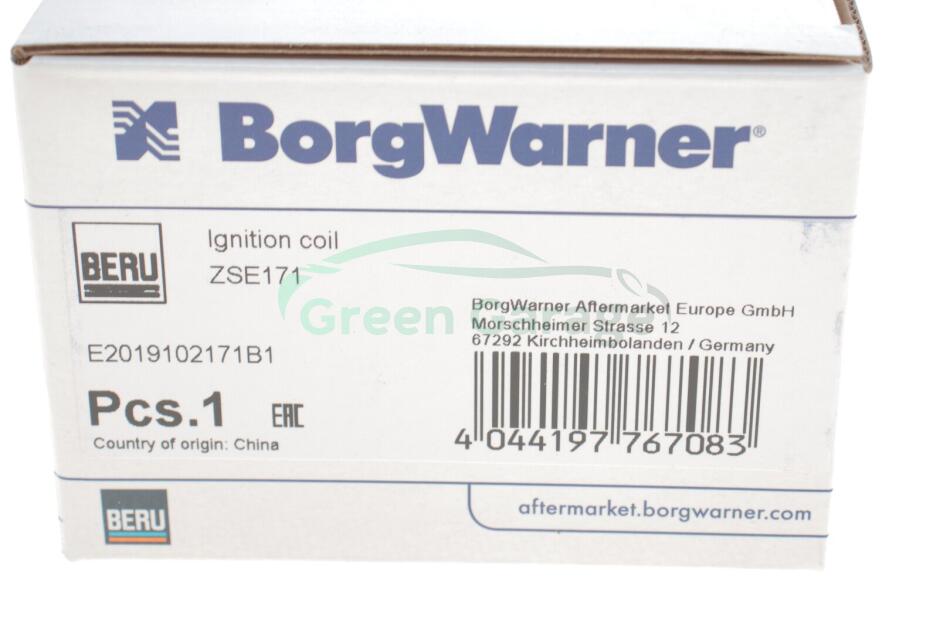 BorgWarner®
BERU
Ignition coil
ZSE171
Green Garage
BorgWarner Aftermarket Europe GmbH
Morschheimer Strasse 12
67292 Kirchheimbolanden / Germany
E2019102171B1
Pcs.1 EAC
Country of origin: China
4 044197 767083
BERU
aftermarket.borgwarner.com